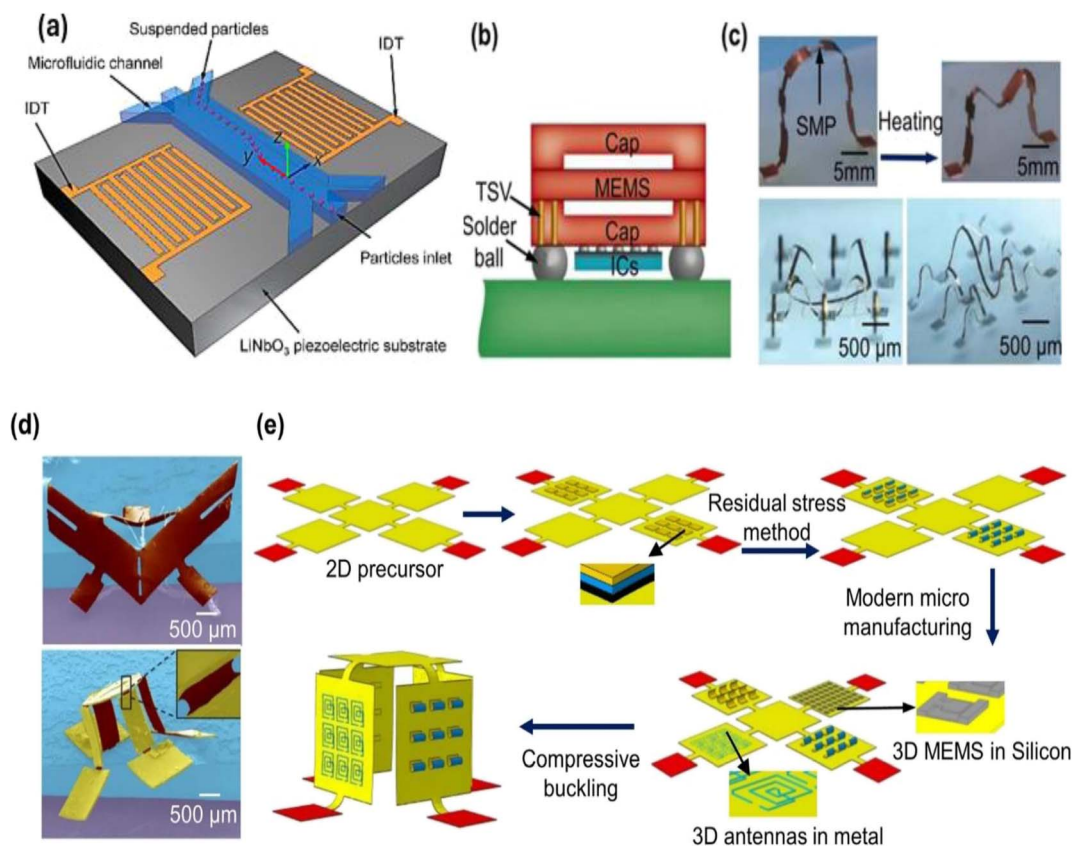 (a)
Suspended particles
Microfluidic channel
IDT
IDT
z
y
x
Particles inlet
LiNbO3 piezoelectric substrate
(b)
Cap
MEMS
TSV
Cap
Solder
ball
ICs
(c)
SMP
Heating
5mm
5mm
500 μm
500 μm
(d)
500 μm
500 μm
(e)
2D precursor
Residual stress
method
Modern micro
manufacturing
3D MEMS in Silicon
3D antennas in metal
Compressive
buckling